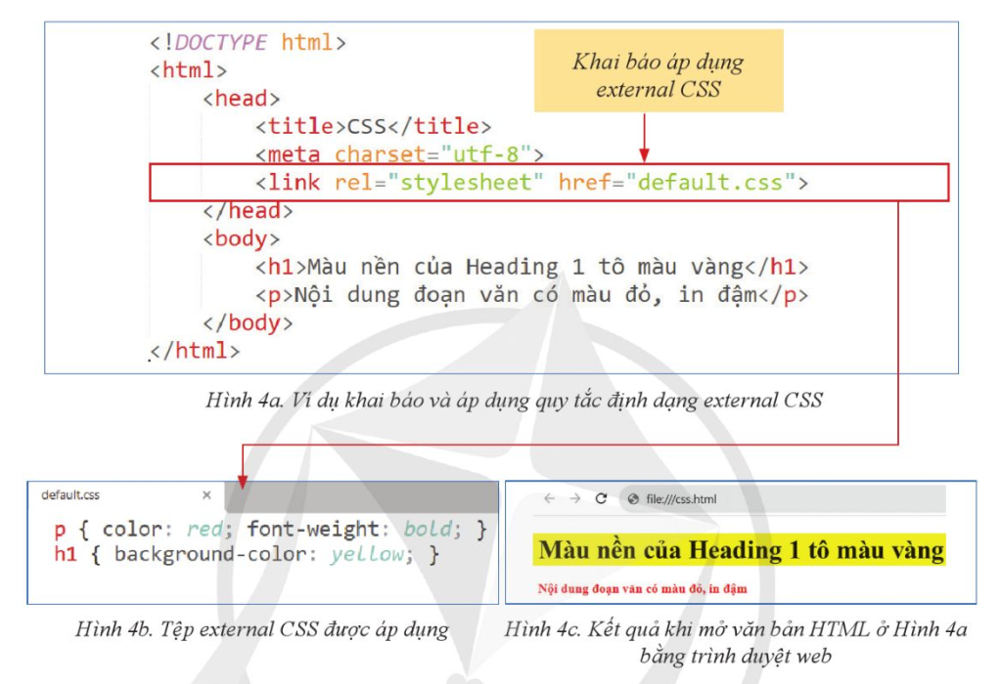 <!DOCTYPE html>
<html>
<head>
<title>CSS</title>
<meta charset="utf-8">
<link rel="stylesheet" href="default.css">
</head>
<body>
<h1>Màu nền của Heading 1 tô màu vàng</h1>
<p>Nội dung đoạn văn có màu đỏ, in đậm</p>
</body>
</html>
Khai báo áp dụng
external CSS
Hình 4a. Ví dụ khai báo và áp dụng quy tắc định dạng external CSS
default.css ×
p { color: red; font-weight: bold; }
h1 { background-color: yellow; }
Hình 4b. Tệp external CSS được áp dụng
file:///css.html
Màu nền của Heading 1 tô màu vàng
Nội dung đoạn văn có màu đỏ, in đậm
Hình 4c. Kết quả khi mở văn bản HTML ở Hình 4a
bằng trình duyệt web